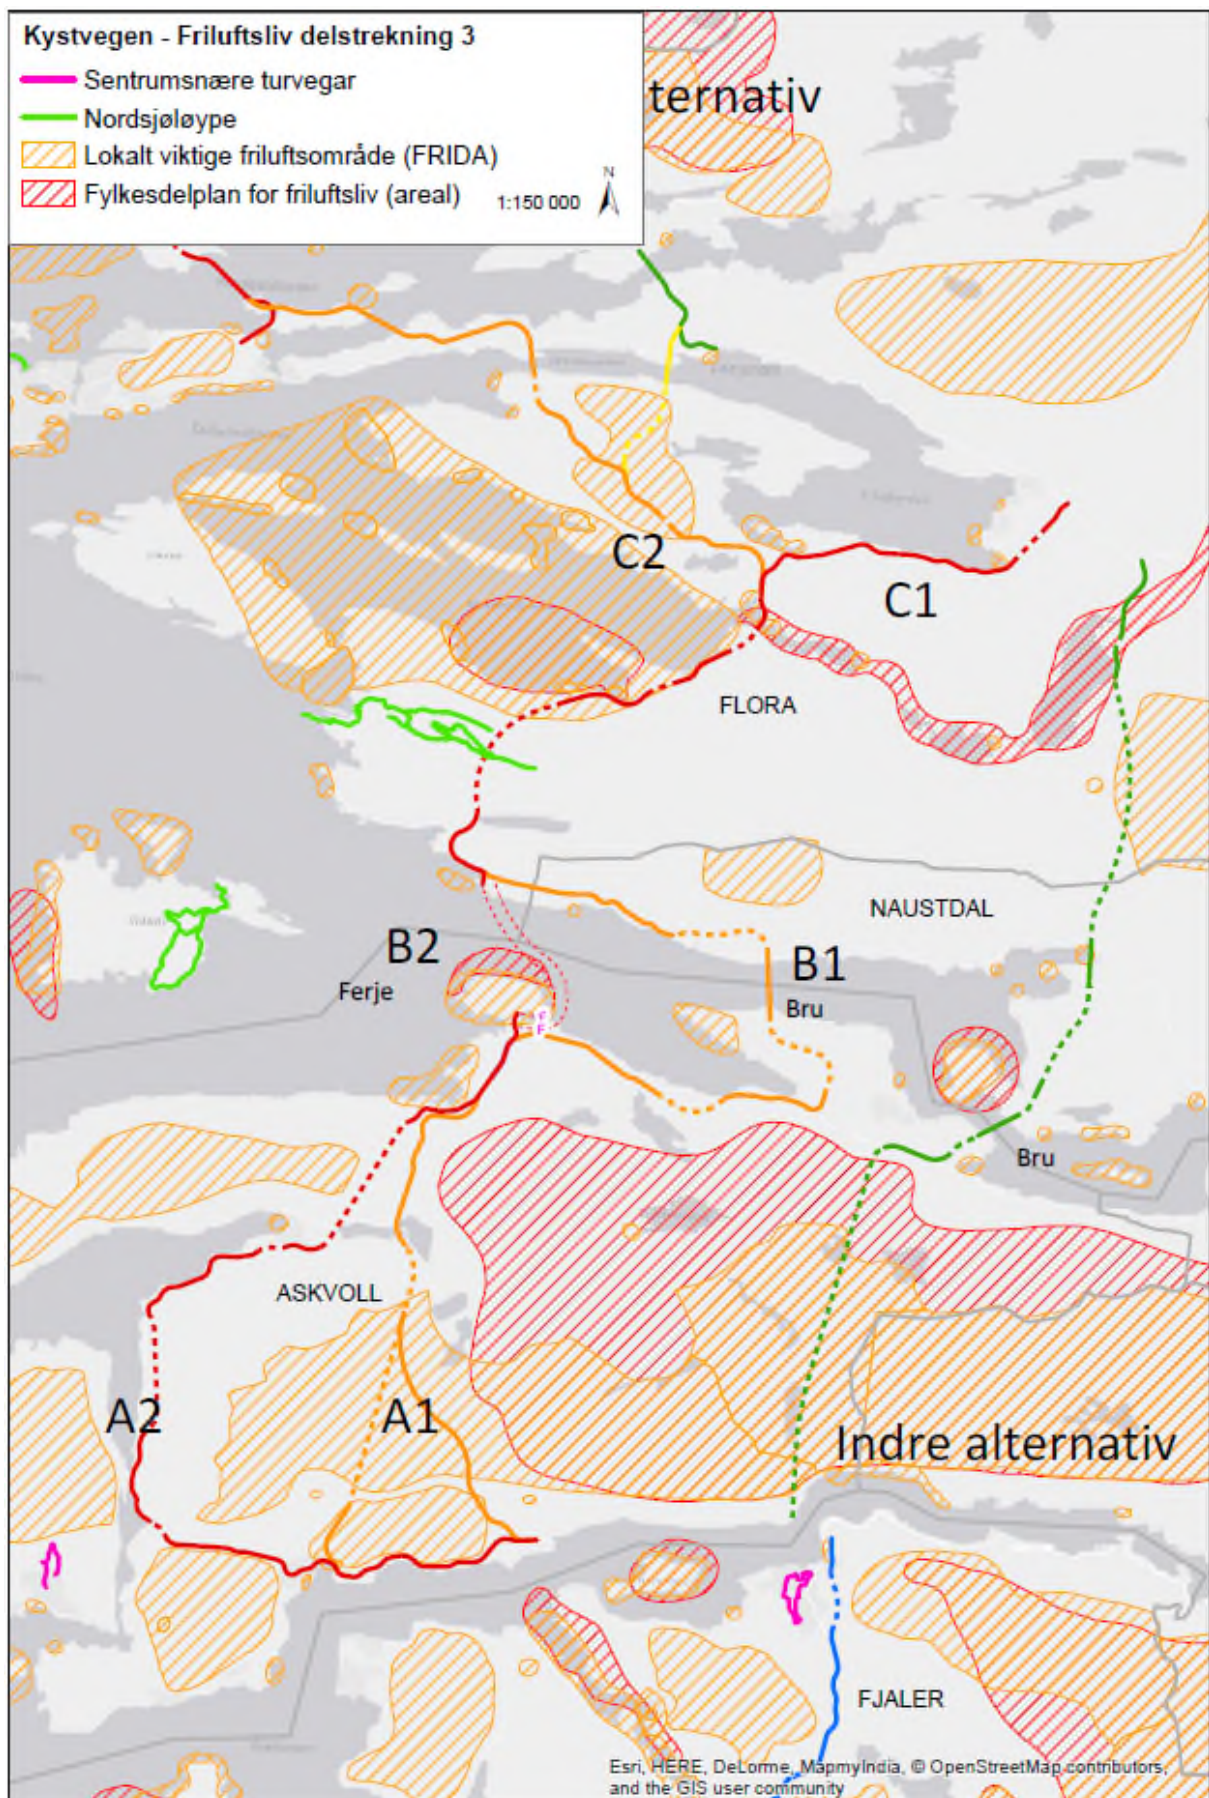 Kystvegen - Friluftsliv delstrekning 3
Sentrumsnære turvegar
Nordsjøløype
Lokalt viktige friluftsområde (FRIDA)
Fylkesdelplan for friluftsliv (areal)
1:150 000
N
ternativ
C2
C1
FLORA
NAUSTDAL
B2
B1
Ferje
Bru
F
F
Bru
ASKVOLL
A2
A1
Indre alternativ
FJALER
Esri, HERE, DeLorme, MapmyIndia, © OpenStreetMap contributors,
and the GIS user community